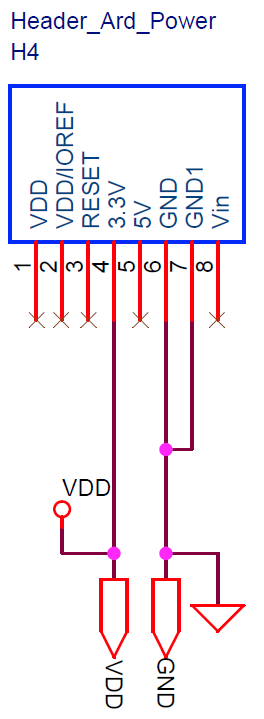 Header_Ard_Power
H4
VDD
VDD/IOREF
RESET
3.3V
5V
GND
GND1
Vin
1
2
3
4
5
6
7
8
VDD
VDD
GND